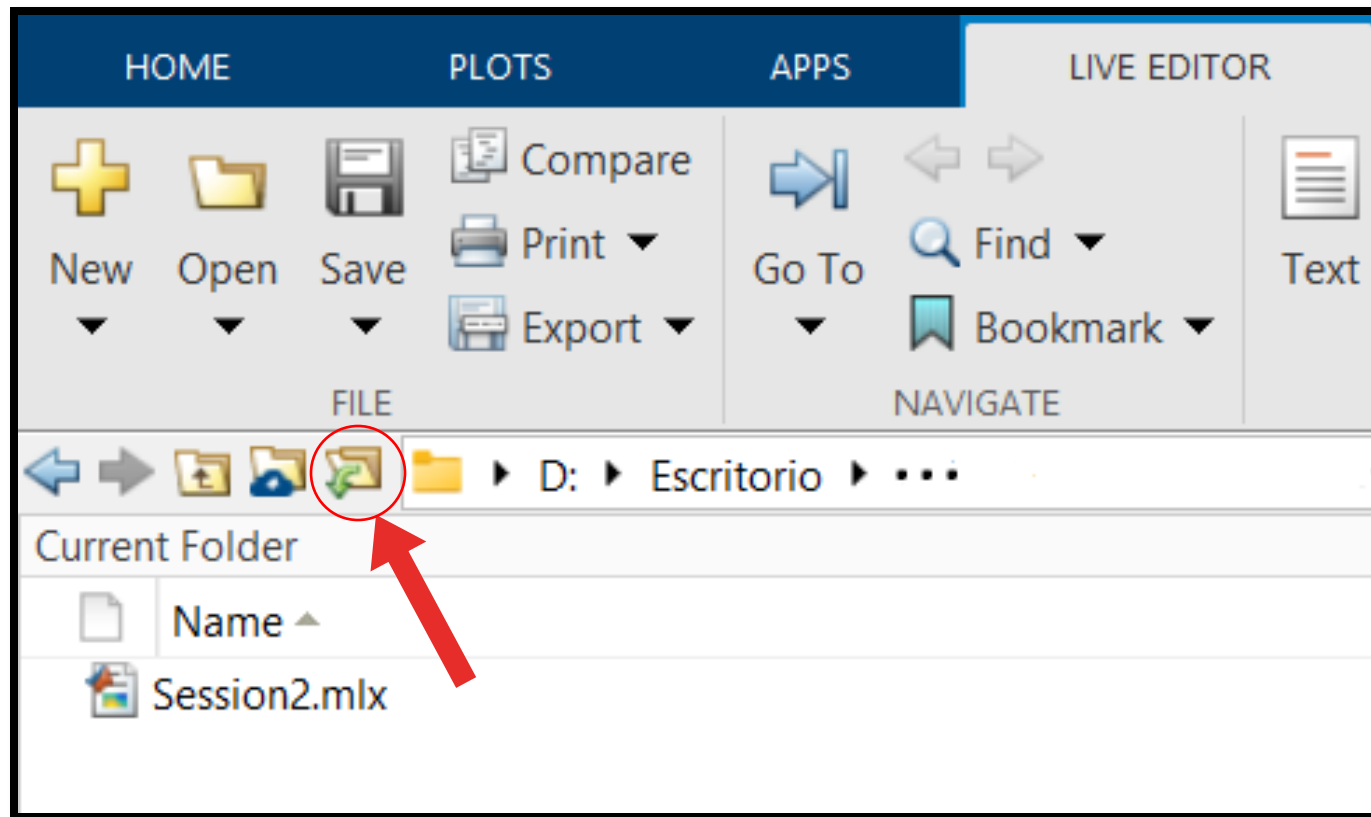 HOME PLOTS APPS LIVE EDITOR
Compare
Print
New Open Save
Export
FILE
Go To
Find
Bookmark
NAVIGATE
Text
D: Escritorio ...
Current Folder
Name
Session2.mlx